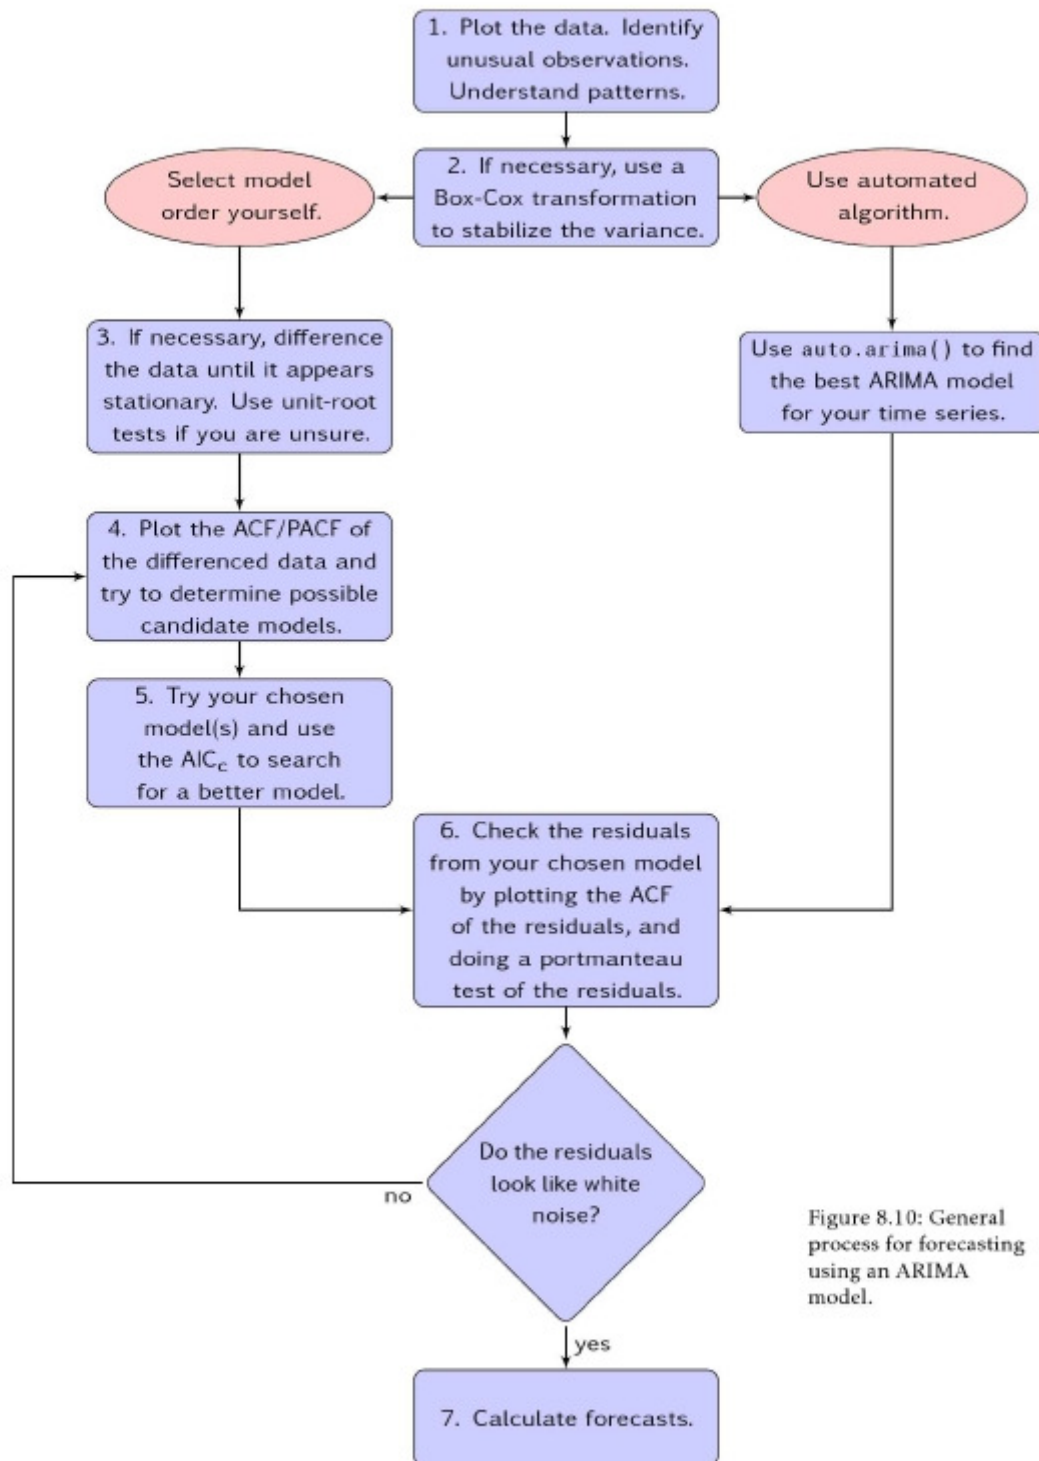 1. Plot the data. Identify
unusual observations.
Understand patterns.
Select model
order yourself.
2. If necessary, use a
Box-Cox transformation
to stabilize the variance.
Use automated
algorithm.
3. If necessary, difference
the data until it appears
stationary. Use unit-root
tests if you are unsure.
Use auto.arima() to find
the best ARIMA model
for your time series.
4. Plot the ACF/PACF of
the differenced data and
try to determine possible
candidate models.
5. Try your chosen
model(s) and use
the AICc to search
for a better model.
6. Check the residuals
from your chosen model
by plotting the ACF
of the residuals, and
doing a portmanteau
test of the residuals.
Do the residuals
look like white
noise?
no
yes
7. Calculate forecasts.
Figure 8.10: General
process for forecasting
using an ARIMA
model.